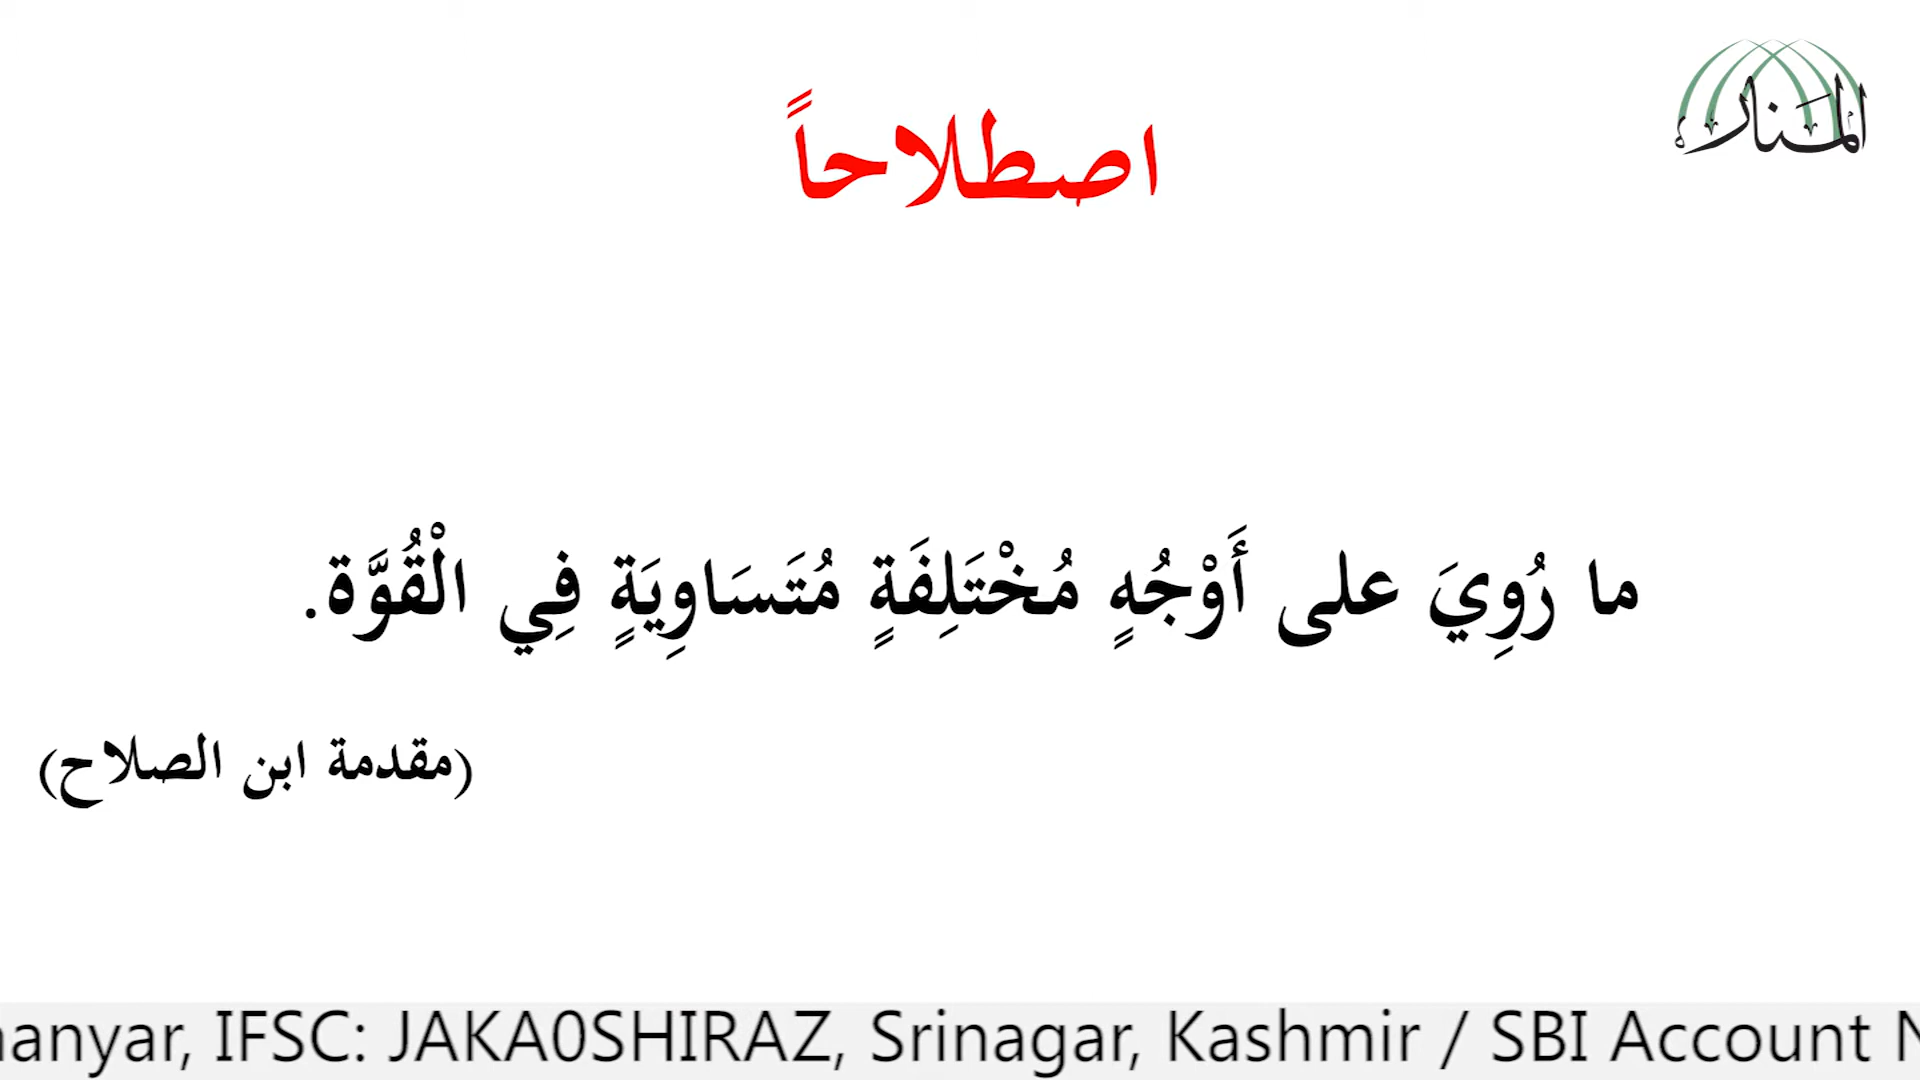 المنار
اصطلاحاً
ما رُوِيَ على أَوْجُهٍ مُخْتَلِفَةٍ مُتَسَاوِيَةٍ فِي الْقُوَّة.
(مقدمة ابن الصلاح)
anyar, IFSC: JAKA0SHIRAZ, Srinagar, Kashmir / SBI Account N